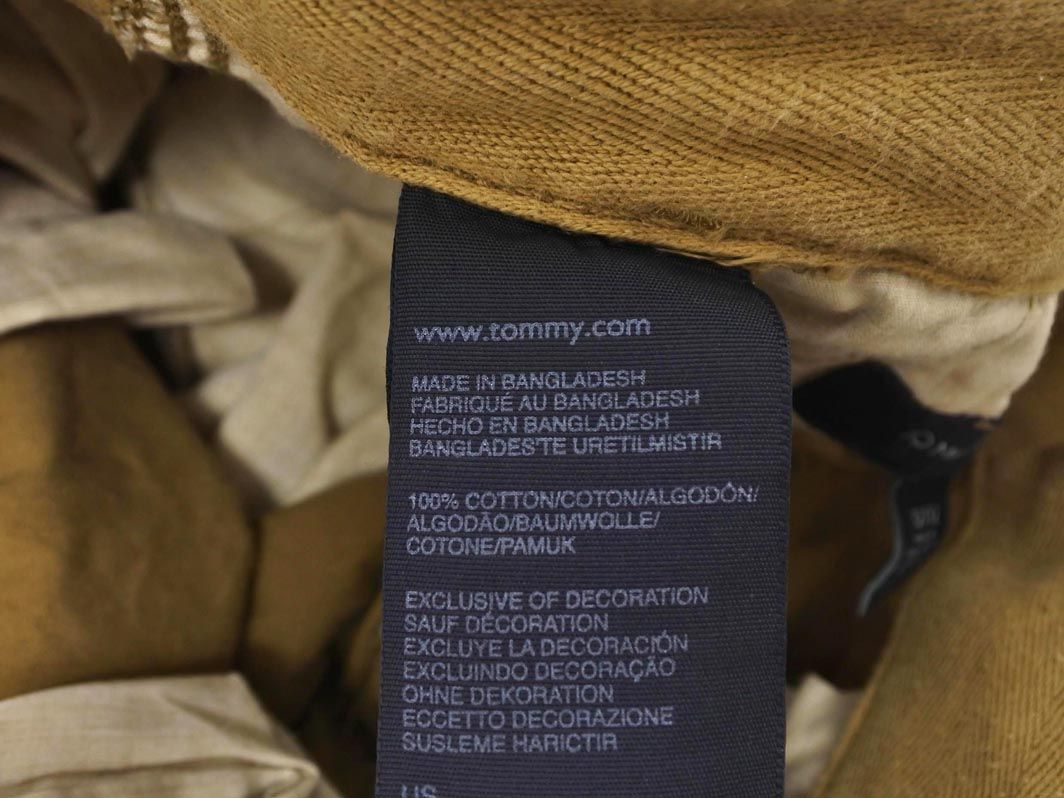 www.tommy.com
MADE IN BANGLADESH
FABRIQUÉ AU BANGLADESH
HECHO EN BANGLADESH
BANGLADES'TE URETILMISTIR
100% COTTON/COTON/ALGODÓN/
ALGODÃO/BAUMWOLLE/
COTONE/PAMUK
EXCLUSIVE OF DECORATION
SAUF DÉCORATION
EXCLUYE LA DECORACIÓN
EXCLUINDO DECORAÇÃO
OHNE DEKORATION
ECCETTO DECORAZIONE
SUSLEME HARICTIR
US